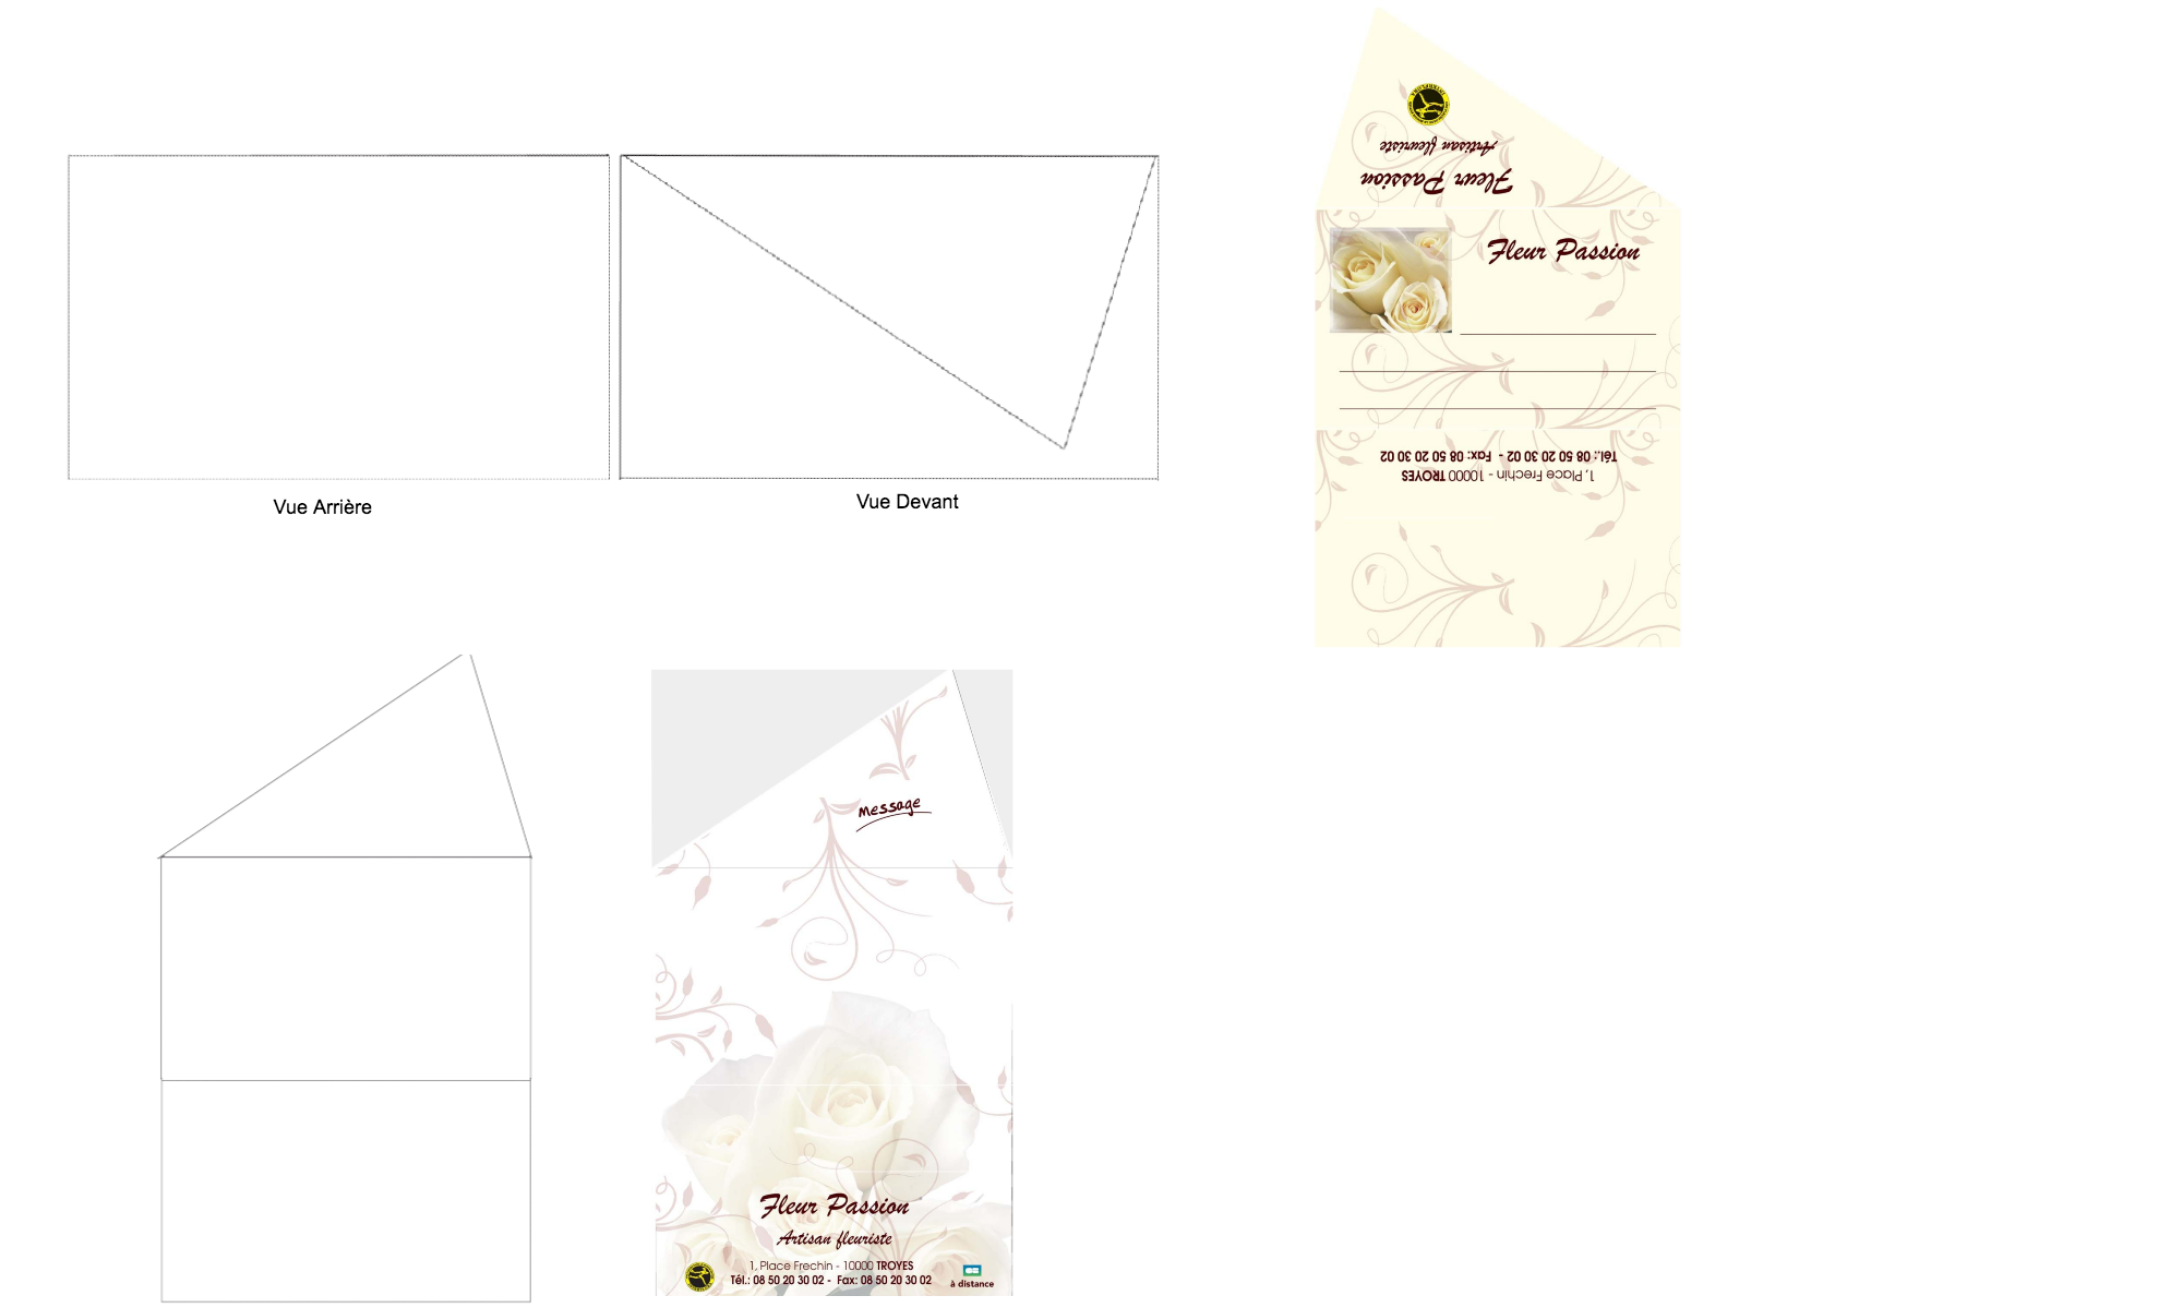 Vue Arrière
Vue Devant
Fleur Passion
Artisan fleuriste
Fleur Passion
1, Place Frechin - 10000 TROYES
Tél.: 08 50 20 30 02 - Fax: 08 50 20 30 02
message
Fleur Passion
Artisan fleuriste
1, Place Frechin - 10000 TROYES
Tél.: 08 50 20 30 02 - Fax: 08 50 20 30 02
à distance